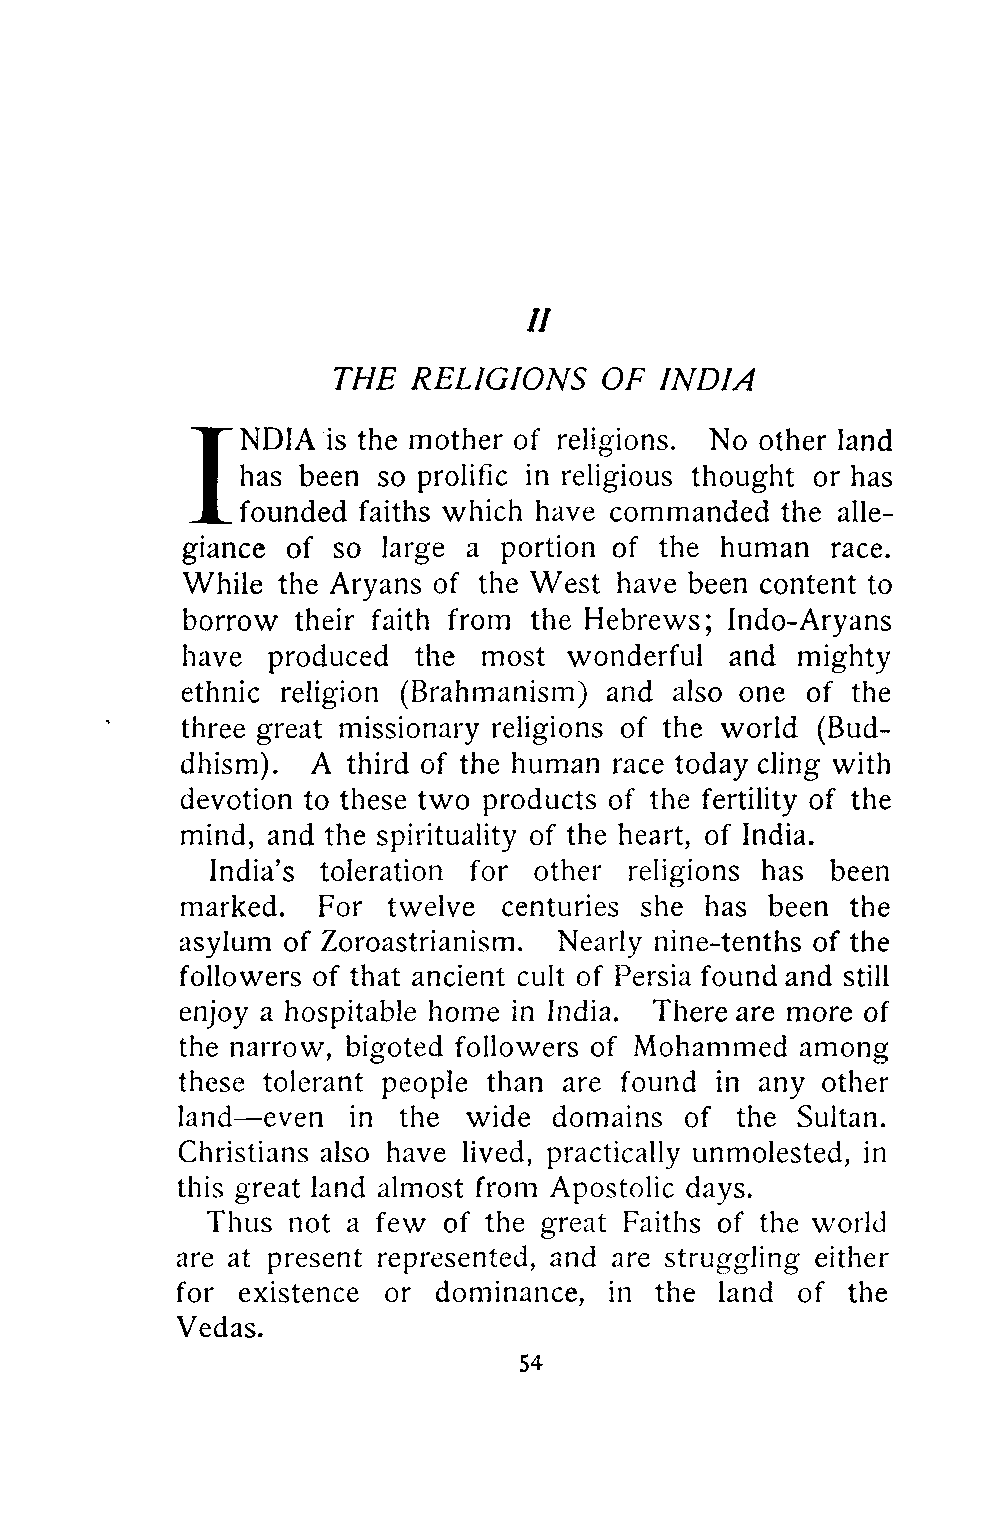 II
THE RELIGIONS OF INDIA
INDIA is the mother of religions. No other land
has been so prolific in religious thought or has
founded faiths which have commanded the alle-
giance of so large a portion of the human race.
While the Aryans of the West have been content to
borrow their faith from the Hebrews; Indo-Aryans
have produced the most wonderful and mighty
ethnic religion (Brahmanism) and also one of the
three great missionary religions of the world (Bud-
dhism). A third of the human race today cling with
devotion to these two products of the fertility of the
mind, and the spirituality of the heart, of India.
India's toleration for other religions has been
marked. For twelve centuries she has been the
asylum of Zoroastrianism. Nearly nine-tenths of the
followers of that ancient cult of Persia found and still
enjoy a hospitable home in India. There are more of
the narrow, bigoted followers of Mohammed among
these tolerant people than are found in any other
land—even in the wide domains of the Sultan.
Christians also have lived, practically unmolested, in
this great land almost from Apostolic days.
Thus not a few of the great Faiths of the world
are at present represented, and are struggling either
for existence or dominance, in the land of the
Vedas.
54